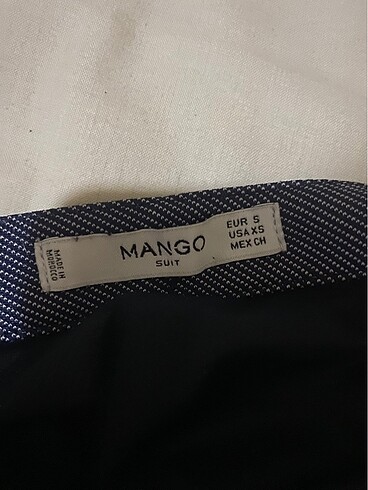 MADE IN
MOROCCO
MANGO
SUIT
EUR S
USA XS
MEX CH